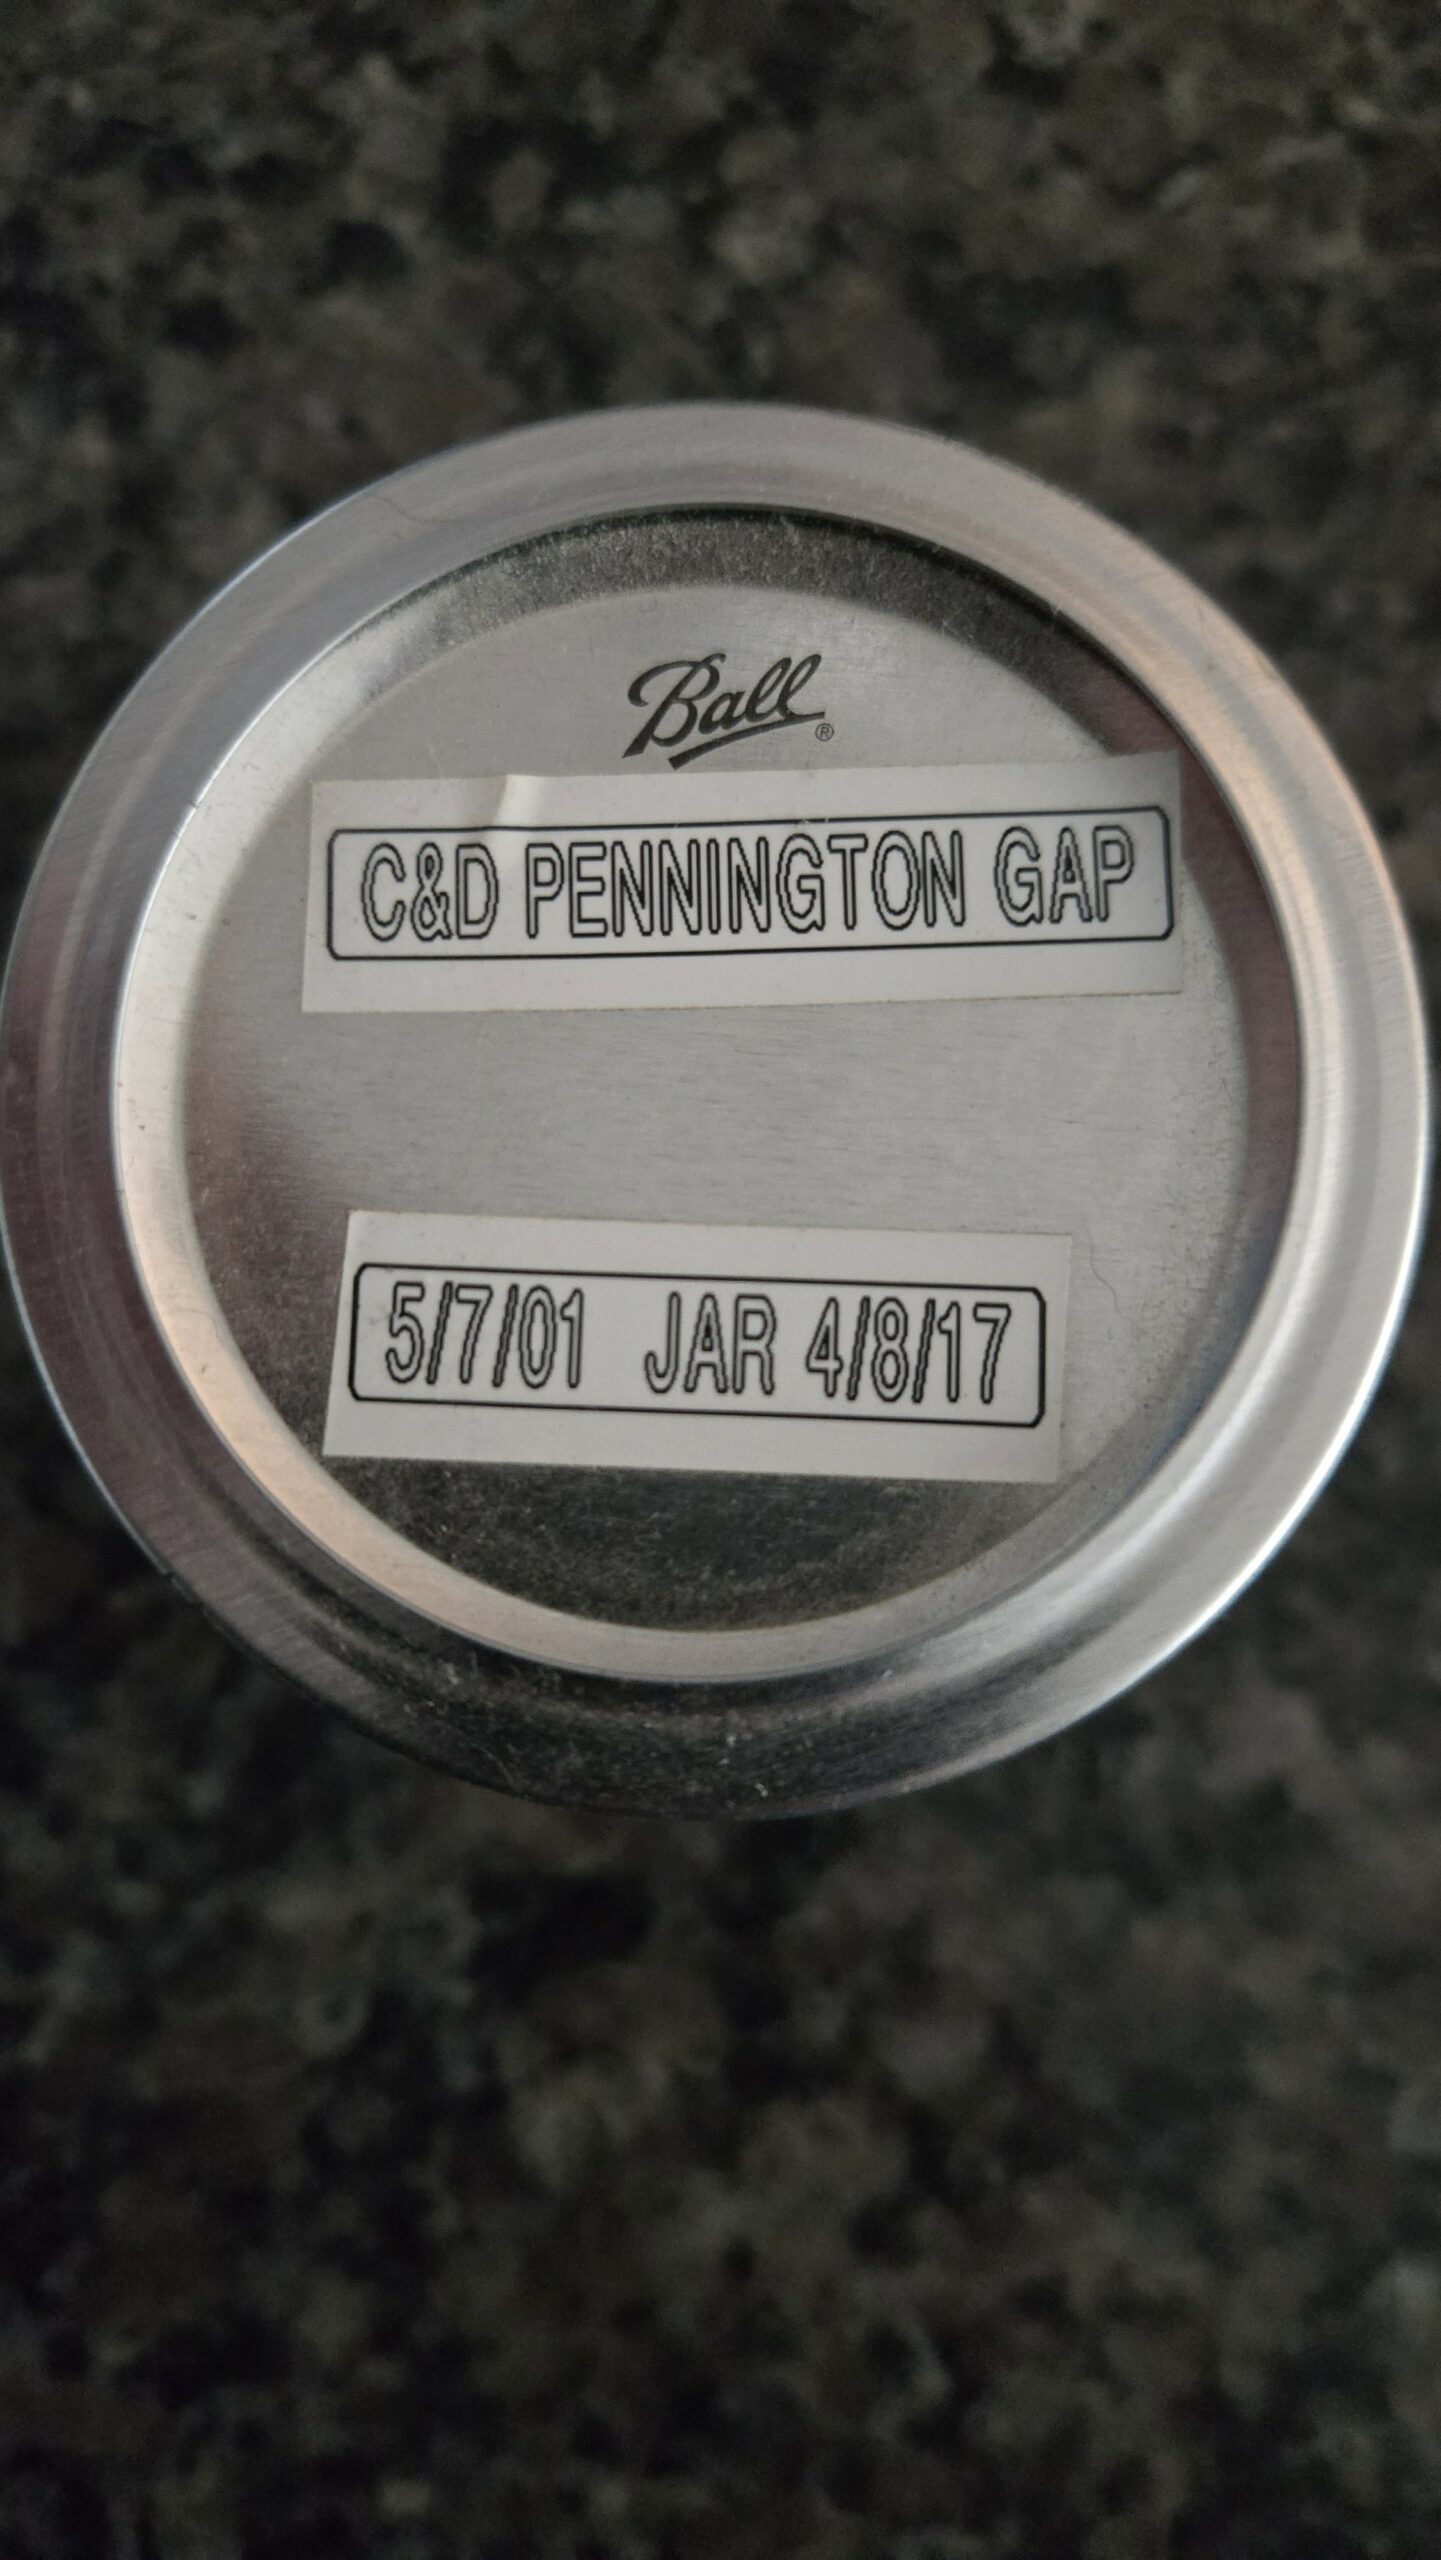 Ball®
C&D PENNINGTON GAP
5/7/01 JAR 4/8/17